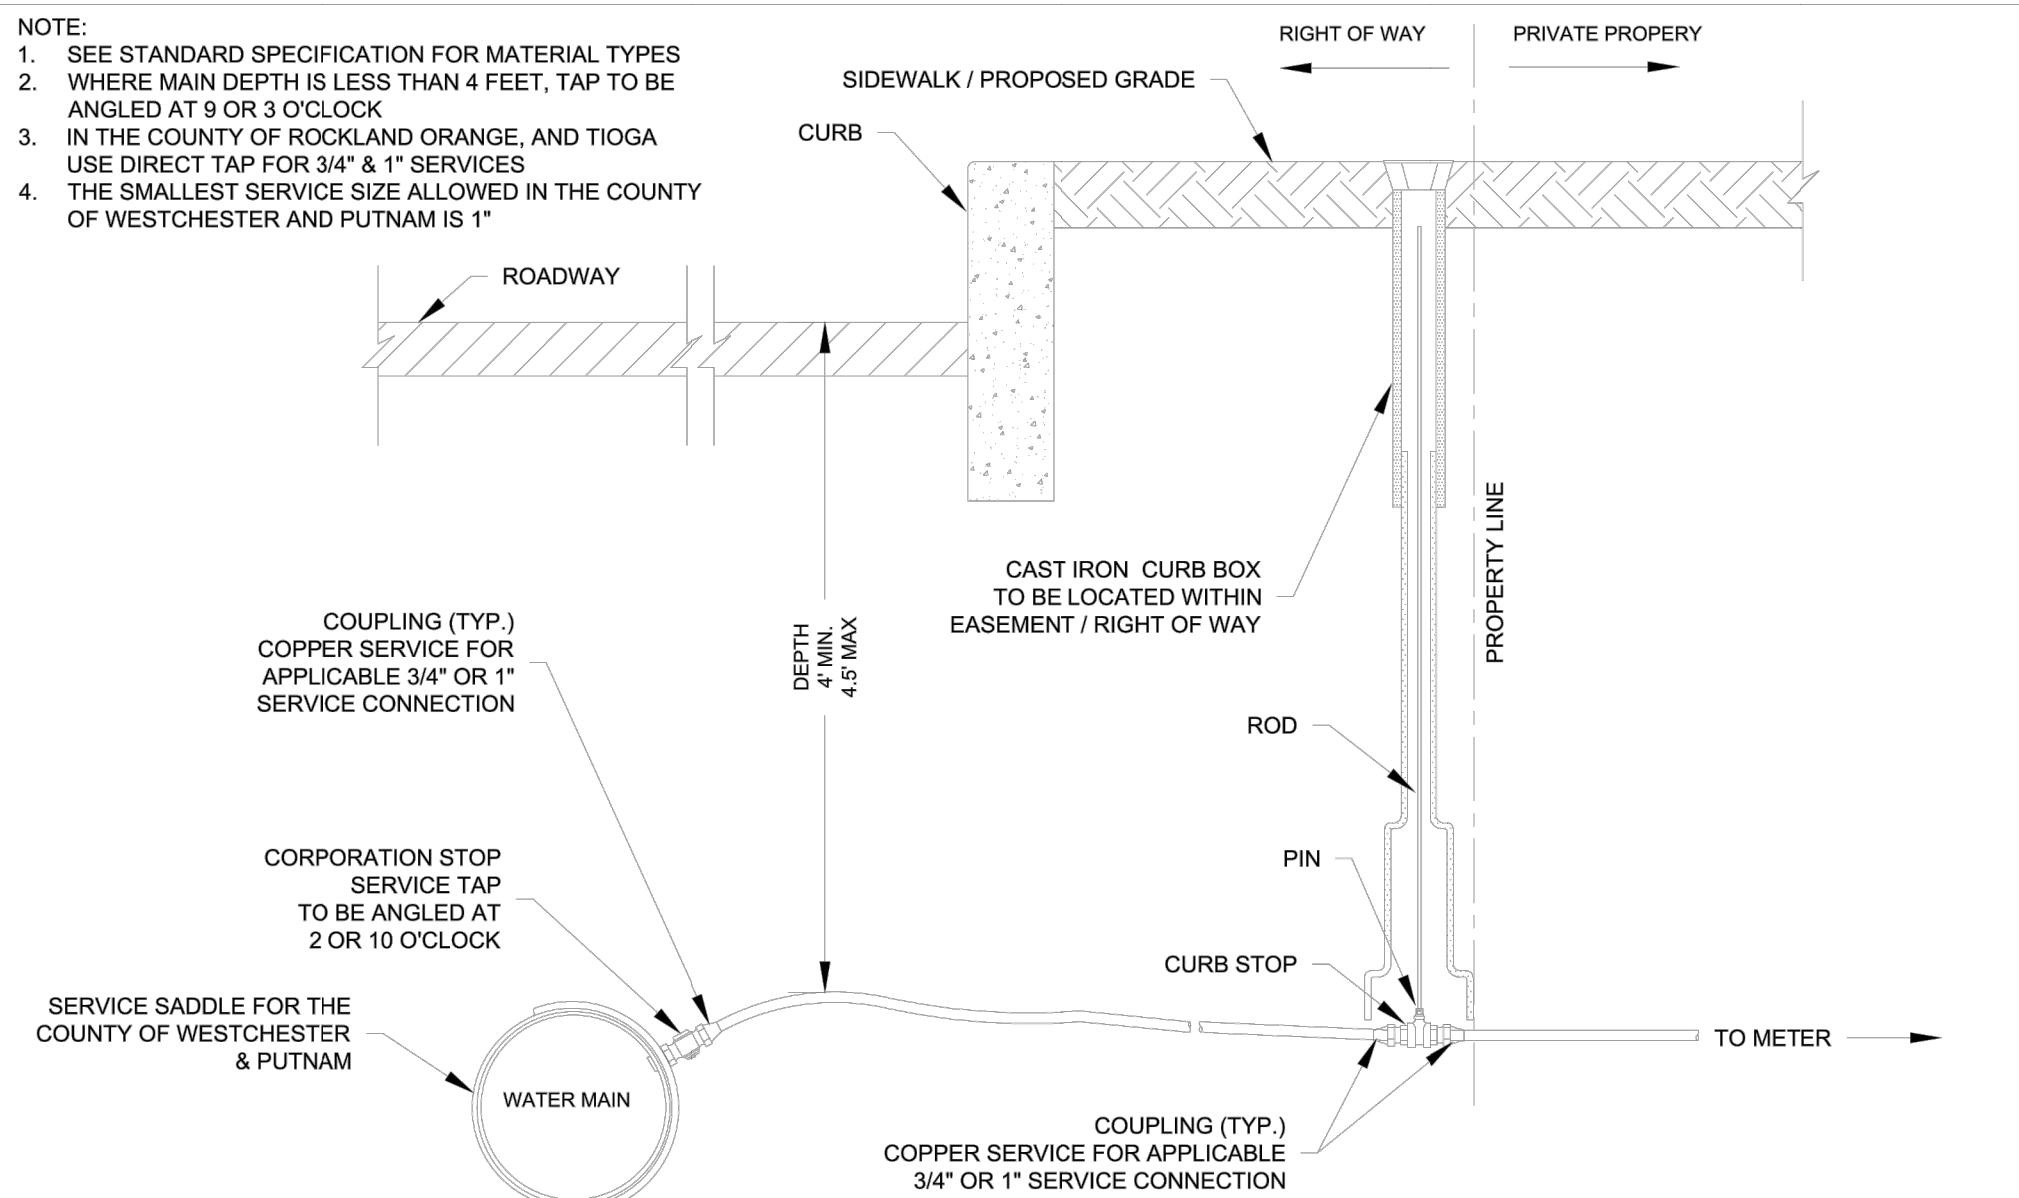 NOTE:
1. SEE STANDARD SPECIFICATION FOR MATERIAL TYPES
2. WHERE MAIN DEPTH IS LESS THAN 4 FEET, TAP TO BE
ANGLED AT 9 OR 3 O'CLOCK
3. IN THE COUNTY OF ROCKLAND ORANGE, AND TIOGA
USE DIRECT TAP FOR 3/4" & 1" SERVICES
4. THE SMALLEST SERVICE SIZE ALLOWED IN THE COUNTY
OF WESTCHESTER AND PUTNAM IS 1"
RIGHT OF WAY
PRIVATE PROPERY
SIDEWALK / PROPOSED GRADE
CURB
ROADWAY
CAST IRON CURB BOX
TO BE LOCATED WITHIN
EASEMENT / RIGHT OF WAY
PROPERTY LINE
DEPTH
4' MIN.
4.5' MAX
COUPLING (TYP.)
COPPER SERVICE FOR
APPLICABLE 3/4" OR 1"
SERVICE CONNECTION
ROD
PIN
CORPORATION STOP
SERVICE TAP
TO BE ANGLED AT
2 OR 10 O'CLOCK
CURB STOP
SERVICE SADDLE FOR THE
COUNTY OF WESTCHESTER
& PUTNAM
WATER MAIN
TO METER
COUPLING (TYP.)
COPPER SERVICE FOR APPLICABLE
3/4" OR 1" SERVICE CONNECTION